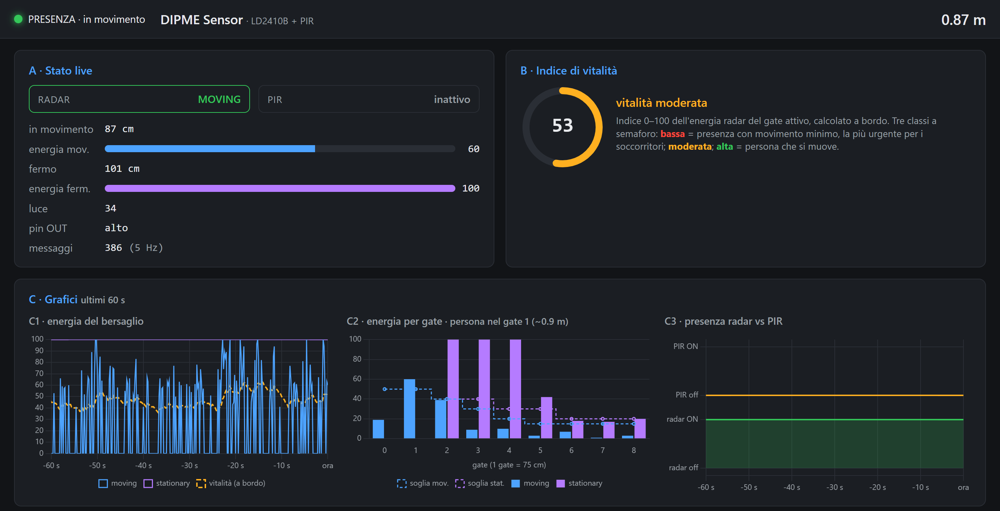 PRESENZA · in movimento DIPME Sensor · LD2410B + PIR 0.87 m
A · Stato live
RADAR MOVING PIR inattivo
in movimento 87 cm
energia mov. 60
fermo 101 cm
energia ferm. 100
luce 34
pin OUT alto
messaggi 386 (5 Hz)
B · Indice di vitalità
53
vitalità moderata
Indice 0–100 dell'energia radar del gate attivo, calcolato a bordo. Tre classi a
semaforo: bassa = presenza con movimento minimo, la più urgente per i
soccorritori; moderata; alta = persona che si muove.
C · Grafici ultimi 60 s
C1 · energia del bersaglio
100
90
80
70
60
50
40
30
20
10
0
-60 s -50 s -40 s -30 s -20 s -10 s ora
moving stationary vitalità (a bordo)
C2 · energia per gate · persona nel gate 1 (~0.9 m)
100
80
60
40
20
0
0 1 2 3 4 5 6 7 8
gate (1 gate = 75 cm)
soglia mov. soglia stat. moving stationary
C3 · presenza radar vs PIR
PIR ON
PIR off
radar ON
radar off
-60 s -50 s -40 s -30 s -20 s -10 s ora